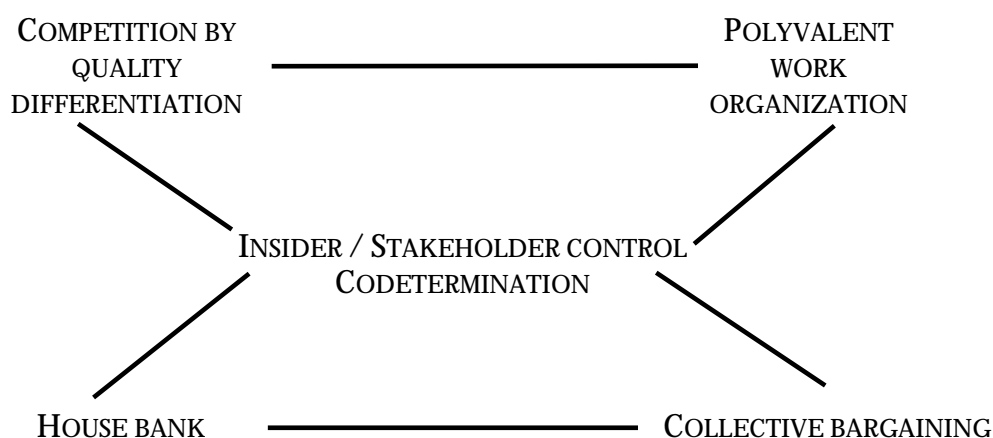 COMPETITION BY
QUALITY
DIFFERENTIATION
POLYVALENT
WORK
ORGANIZATION
INSIDER / STAKEHOLDER CONTROL
CODETERMINATION
HOUSE BANK
COLLECTIVE BARGAINING